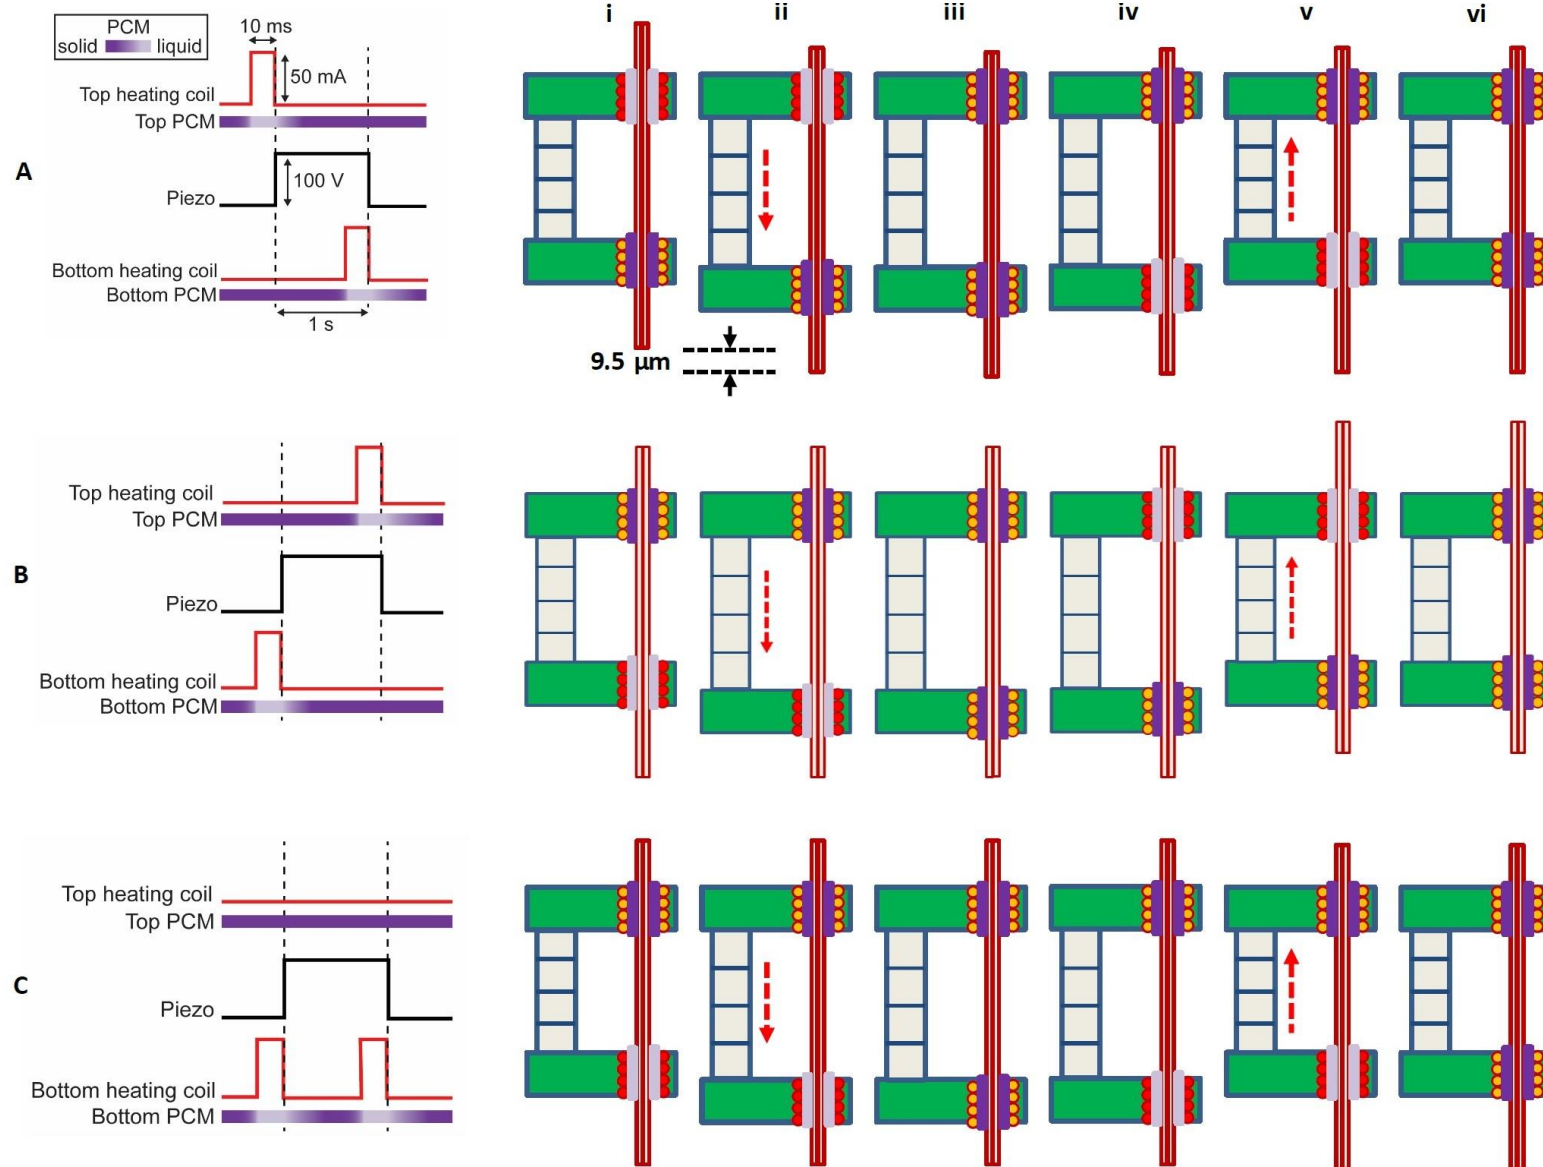 i ii iii iv v vi
PCM
solid liquid
10 ms
50 mA
Top heating coil
Top PCM
A
100 V
Piezo
Bottom heating coil
Bottom PCM
1 s
9.5 µm
Top heating coil
Top PCM
B
Piezo
Bottom heating coil
Bottom PCM
Top heating coil
Top PCM
C
Piezo
Bottom heating coil
Bottom PCM